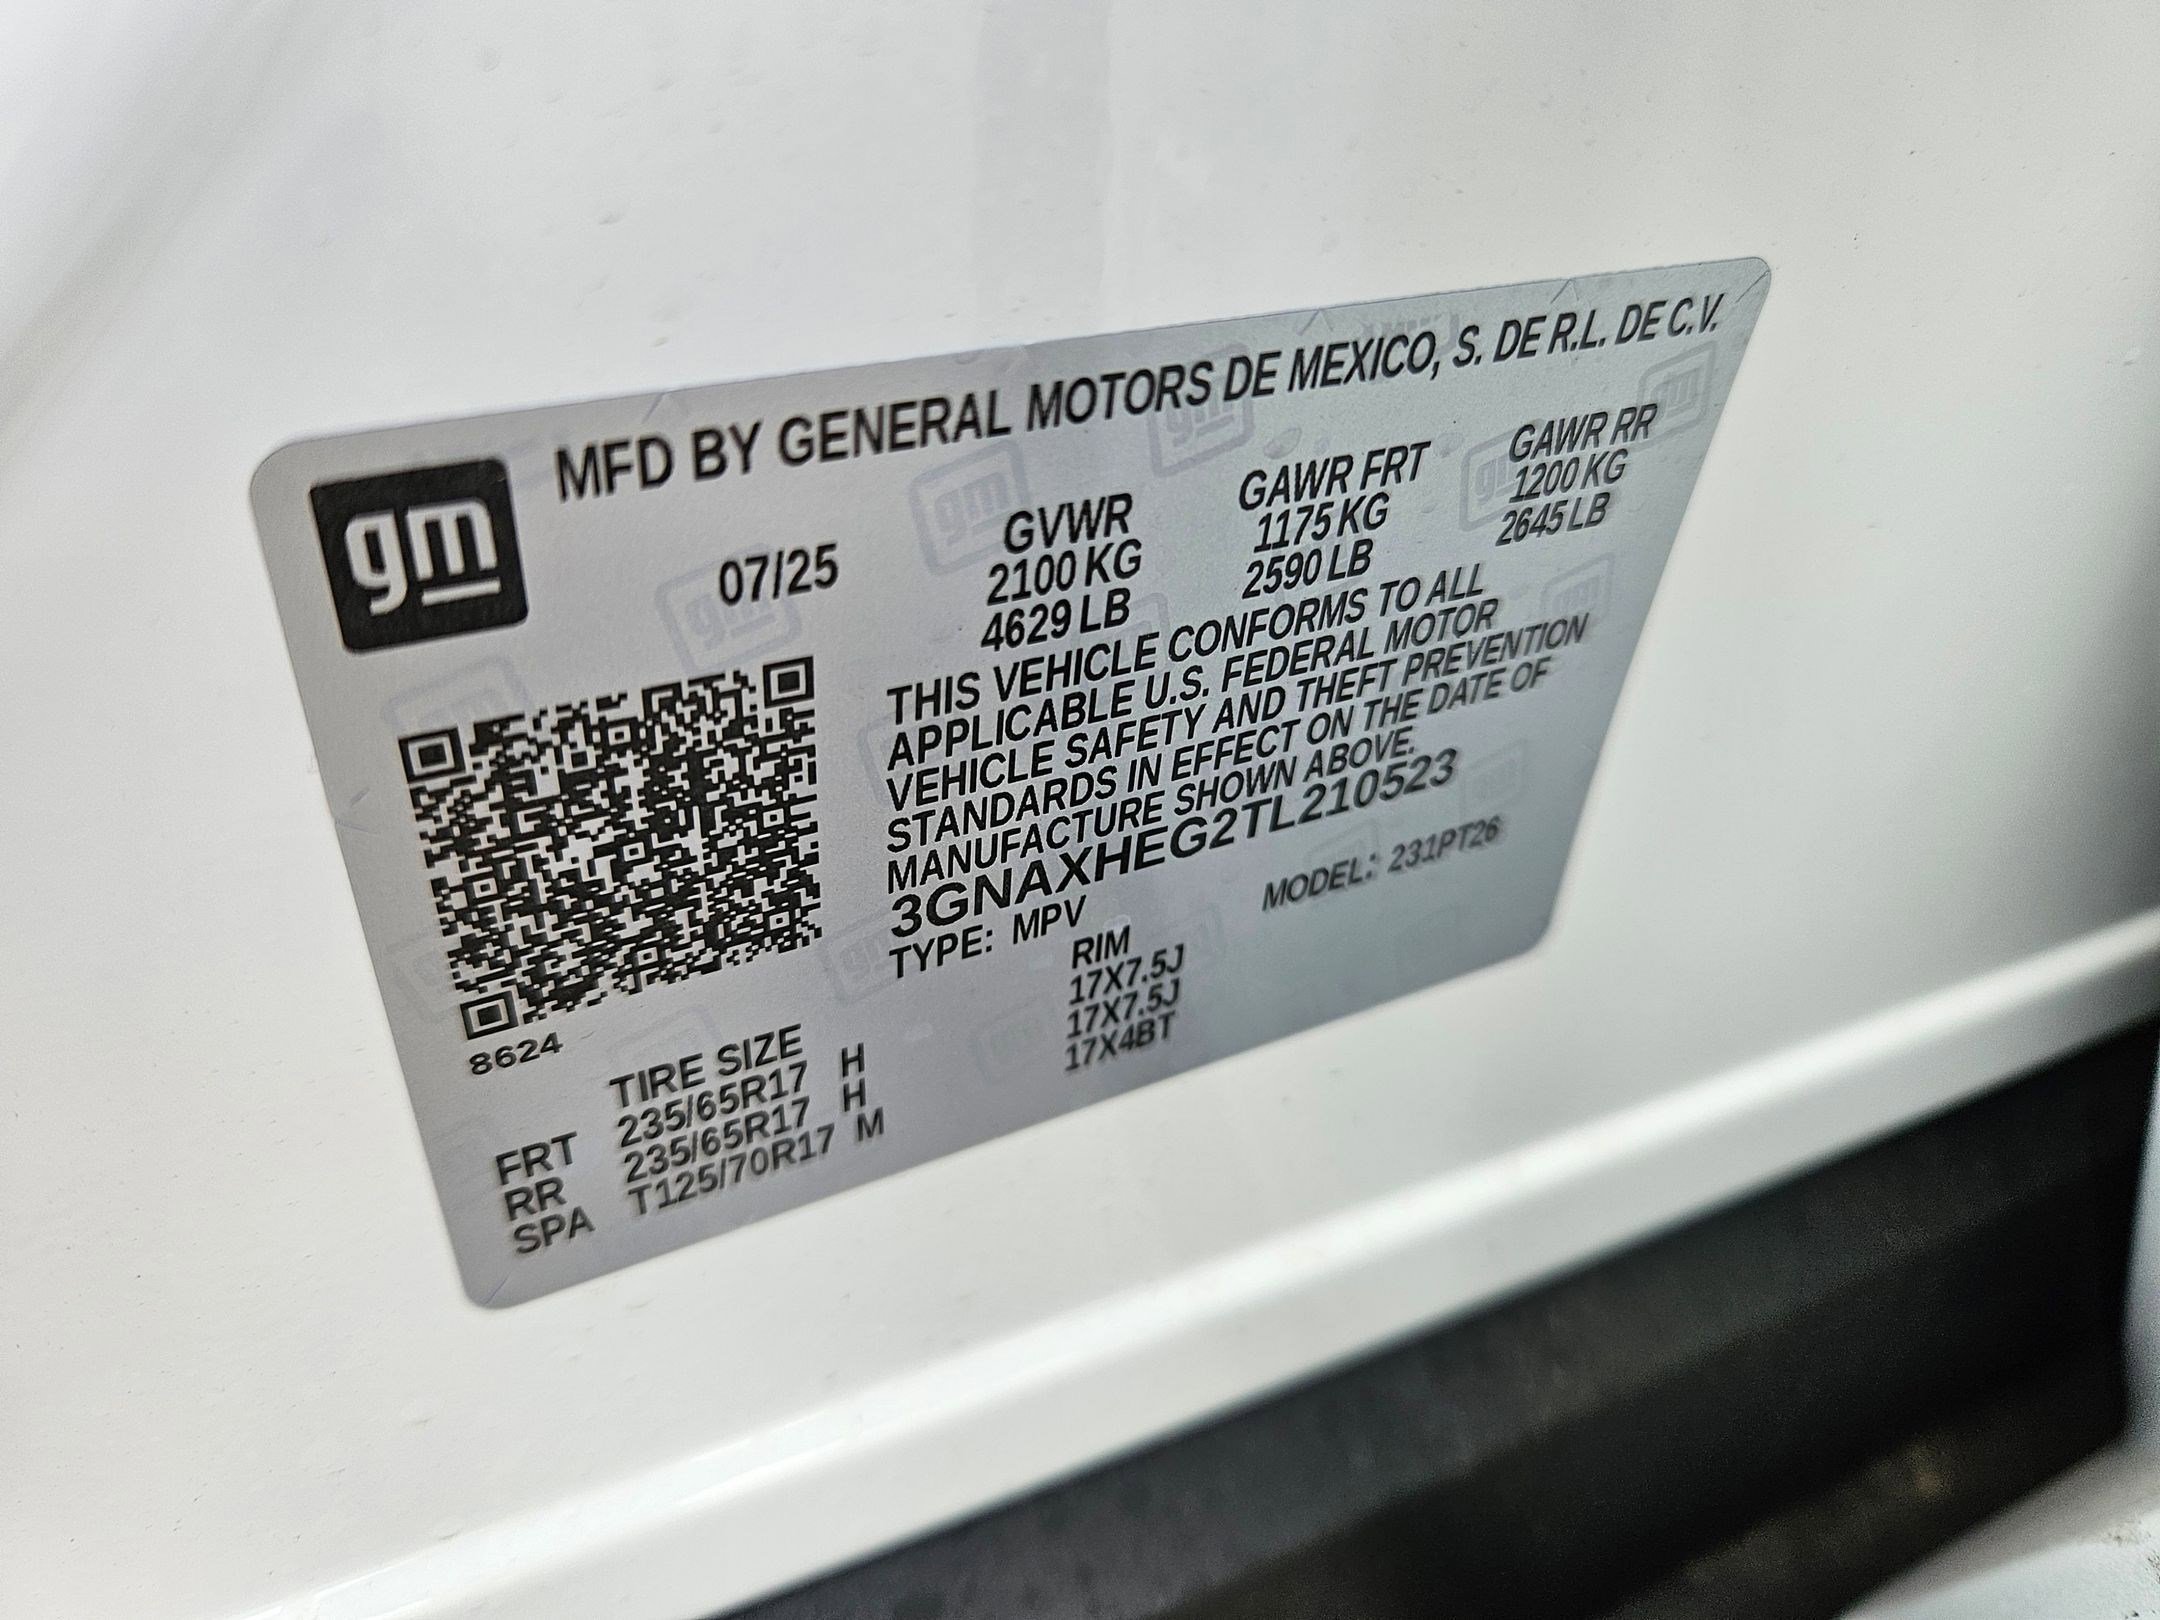 MFD BY GENERAL MOTORS DE MEXICO, S. DE R.L. DE C.V.
gm
07/25
GVWR
2100 KG
4629 LB
GAWR FRT
1175 KG
2590 LB
GAWR RR
1200 KG
2645 LB
THIS VEHICLE CONFORMS TO ALL
APPLICABLE U.S. FEDERAL MOTOR
VEHICLE SAFETY AND THEFT PREVENTION
STANDARDS IN EFFECT ON THE DATE OF
MANUFACTURE SHOWN ABOVE.
3GNAXHEG2TL210523
TYPE: MPV MODEL: 231PT26
8624
TIRE SIZE RIM
FRT 235/65R17 H 17X7.5J
RR 235/65R17 H 17X7.5J
SPA T125/70R17 M 17X4BT